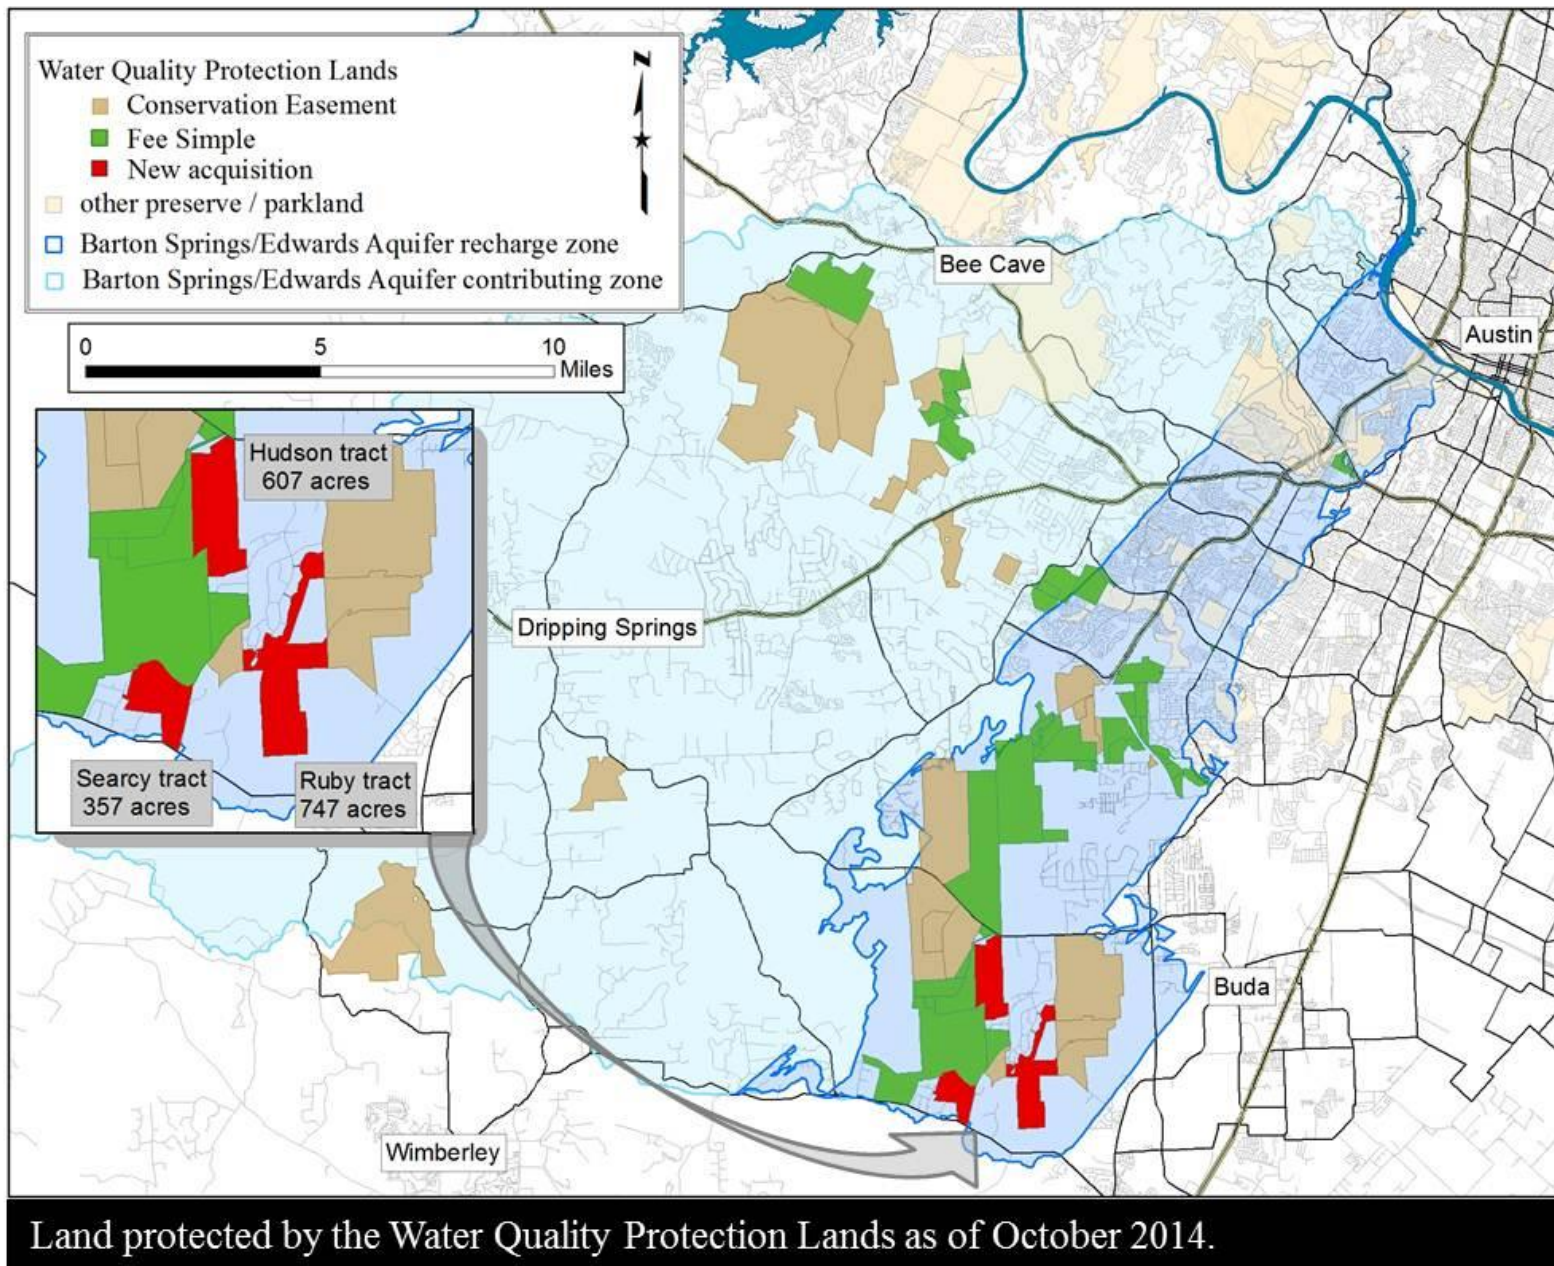 Water Quality Protection Lands
Conservation Easement
Fee Simple
New acquisition
other preserve / parkland
Barton Springs/Edwards Aquifer recharge zone
Barton Springs/Edwards Aquifer contributing zone
N
0 5 10
Miles
Bee Cave
Austin
Hudson tract
607 acres
Dripping Springs
Searcy tract
357 acres
Ruby tract
747 acres
Buda
Wimberley
Land protected by the Water Quality Protection Lands as of October 2014.